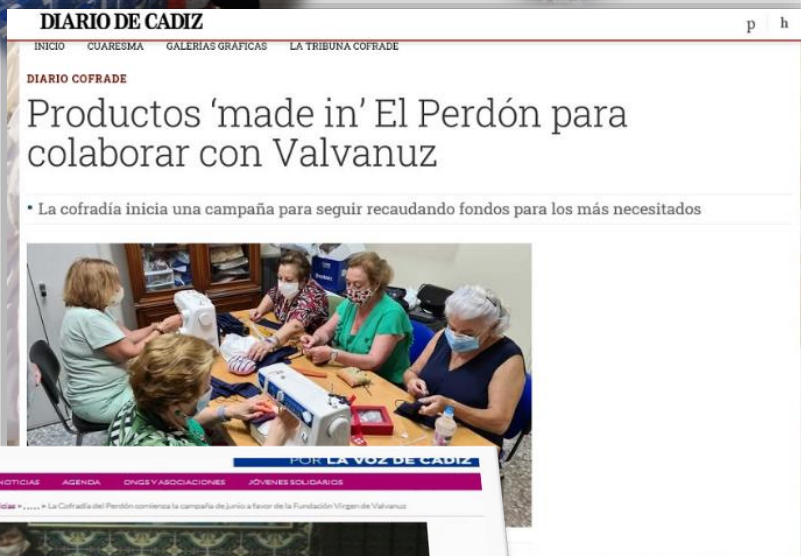 DIARIO DE CADIZ
p h
INICIO CUARESMA GALERÍAS GRÁFICAS LA TRIBUNA COFRADE
DIARIO COFRADE
Productos ‘made in’ El Perdón para
colaborar con Valvanuz
• La cofradía inicia una campaña para seguir recaudando fondos para los más necesitados
POR LA VOZ DE CÁDIZ
NOTICIAS AGENDA ONGS Y ASOCIACIONES JÓVENES SOLIDARIOS
icias » ..... » La Cofradía del Perdón comienza la campaña de junio a favor de la Fundación Virgen de Valvanuz